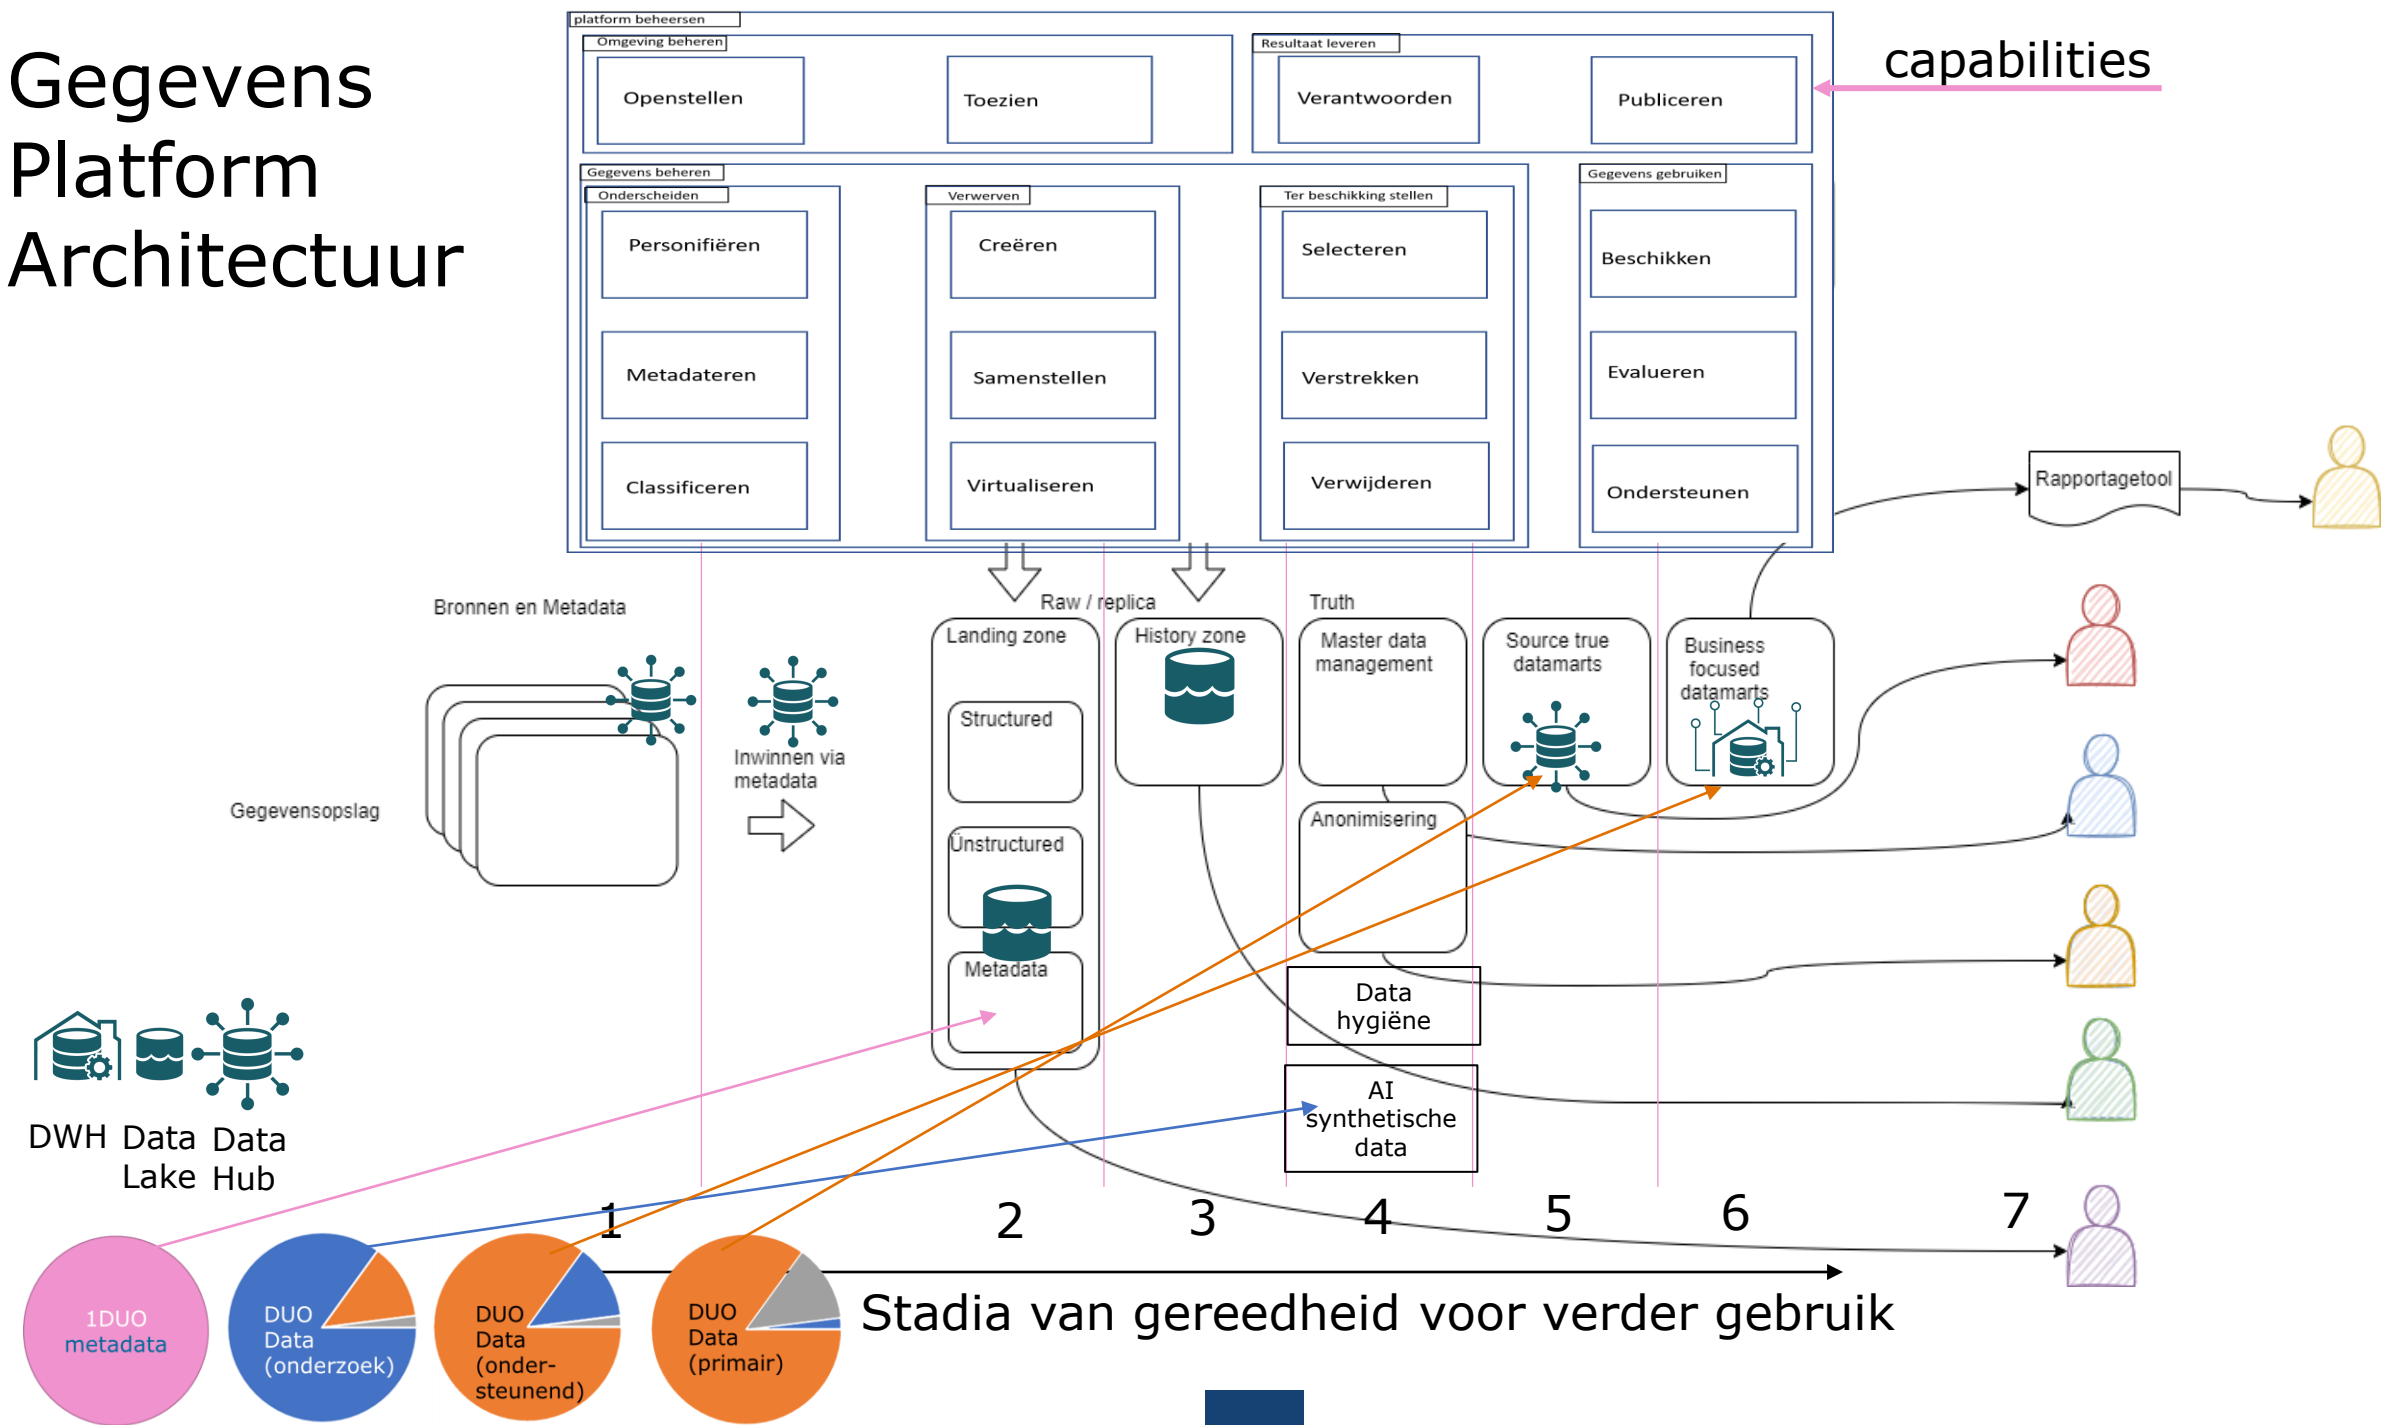 Gegevens
Platform
Architectuur
platform beheersen
Omgeving beheren
Openstellen
Toezien
Resultaat leveren
Verantwoorden
Publiceren
capabilities
Gegevens beheren
Onderscheiden
Personifiëren
Metadateren
Classificeren
Verwerven
Creëren
Samenstellen
Virtualiseren
Ter beschikking stellen
Selecteren
Verstrekken
Verwijderen
Gegevens gebruiken
Beschikken
Evalueren
Ondersteunen
Rapportagetool
Bronnen en Metadata
Gegevensopslag
Inwinnen via
metadata
Raw / replica
Landing zone
Structured
Ünstructured
Metadata
History zone
Truth
Master data
management
Anonimisering
Data
hygiëne
AI
synthetische
data
Source true
datamarts
Business
focused
datamarts
DWH
Data
Lake
Data
Hub
1
2
3
4
5
6
7
Stadia van gereedheid voor verder gebruik
1DUO
metadata
DUO
Data
(onderzoek)
DUO
Data
(onder-
steunend)
DUO
Data
(primair)